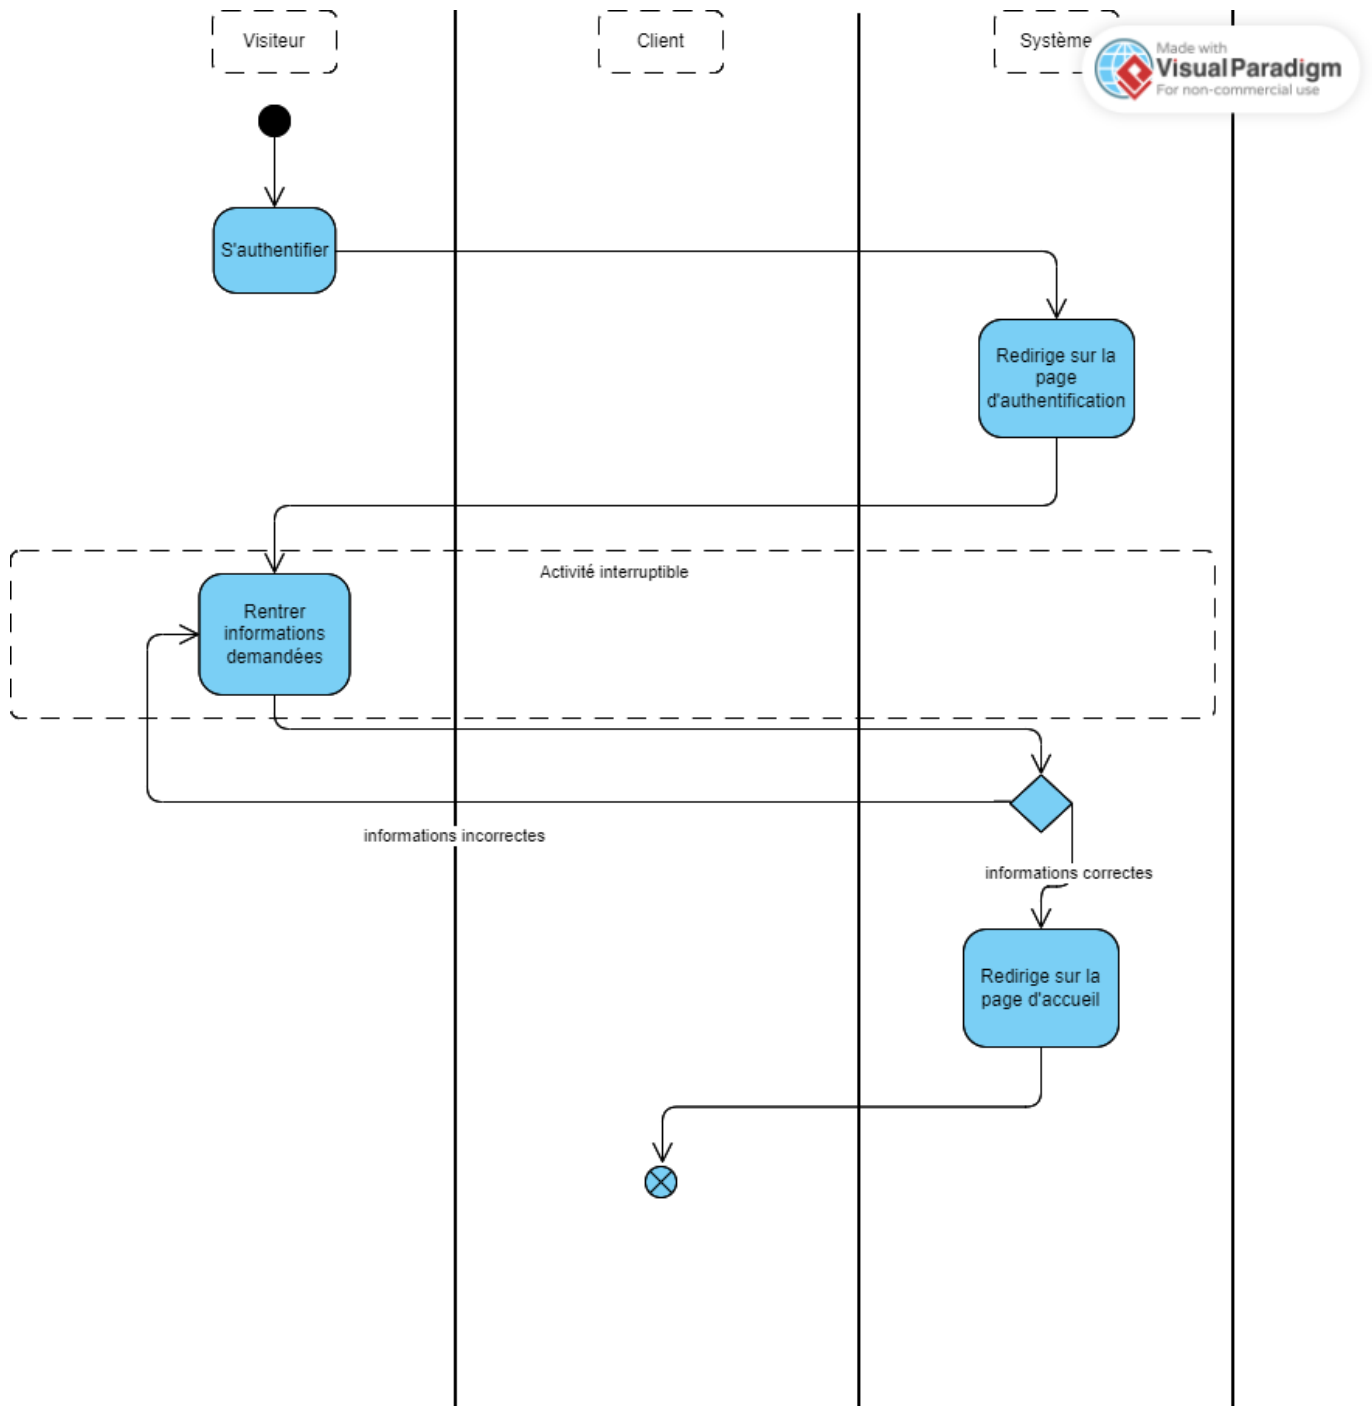 Visiteur
Client
Système
Made with
Visual Paradigm
For non-commercial use
S'authentifier
Redirige sur la
page
d'authentification
Activité interruptible
Rentrer
informations
demandées
informations incorrectes
informations correctes
Redirige sur la
page d'accueil